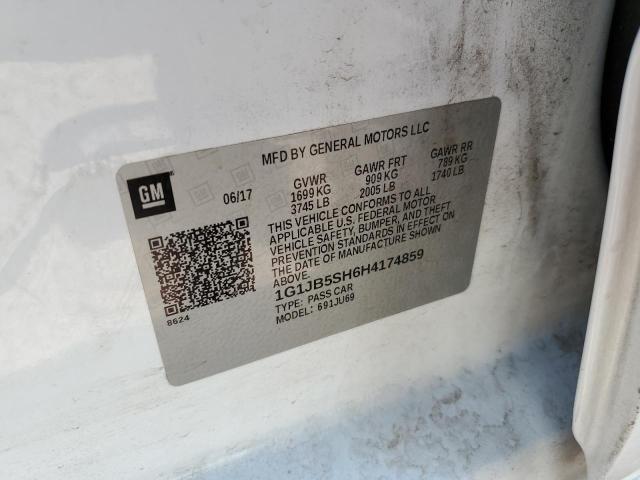 MFD BY GENERAL MOTORS LLC
GM
06/17
GVWR GAWR FRT GAWR RR
1699 KG 909 KG 789 KG
3745 LB 2005 LB 1740 LB
THIS VEHICLE CONFORMS TO ALL
APPLICABLE U.S. FEDERAL MOTOR
VEHICLE SAFETY, BUMPER, AND THEFT
PREVENTION STANDARDS IN EFFECT ON
THE DATE OF MANUFACTURE SHOWN
ABOVE.
1G1JB5SH6H4174859
TYPE: PASS CAR
MODEL: 691JU69
8624